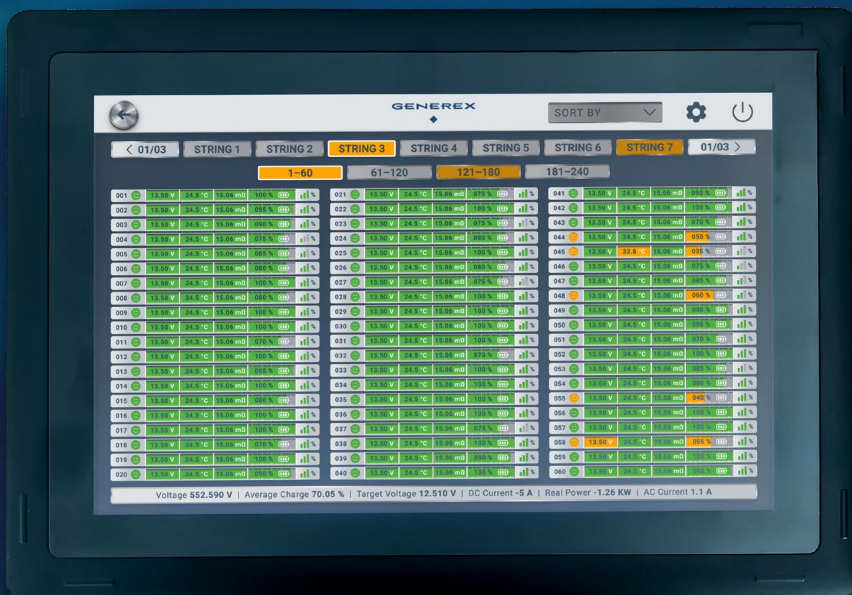 GENEREX
SORT BY
< 01/03 STRING 1 STRING 2 STRING 3 STRING 4 STRING 5 STRING 6 STRING 7 01/03 >
1–60 61–120 121–180 181–240
001 13.50 V 24.5 °C 15.06 mΩ 100 % % 021 13.50 V 24.5 °C 15.06 mΩ 070 % % 041 13.50 V 24.5 °C 15.06 mΩ 090 % %
002 13.50 V 24.5 °C 15.06 mΩ 095 % % 022 13.50 V 24.5 °C 15.06 mΩ 100 % % 042 13.50 V 24.5 °C 15.06 mΩ 100 % %
003 13.50 V 24.5 °C 15.06 mΩ 090 % % 023 13.50 V 24.5 °C 15.06 mΩ 075 % % 043 13.50 V 24.5 °C 15.06 mΩ 070 % %
004 13.50 V 24.5 °C 15.06 mΩ 075 % % 024 13.50 V 24.5 °C 15.06 mΩ 080 % % 044 13.50 V 24.5 °C 15.06 mΩ 050 % %
005 13.50 V 24.5 °C 15.06 mΩ 085 % % 025 13.50 V 24.5 °C 15.06 mΩ 100 % % 045 13.50 V 32.8 °C 15.06 mΩ 035 % %
006 13.50 V 24.5 °C 15.06 mΩ 080 % % 026 13.50 V 24.5 °C 15.06 mΩ 080 % % 046 13.50 V 24.5 °C 15.06 mΩ 075 % %
007 13.50 V 24.5 °C 15.06 mΩ 100 % % 027 13.50 V 24.5 °C 15.06 mΩ 075 % % 047 13.50 V 24.5 °C 15.06 mΩ 085 % %
008 13.50 V 24.5 °C 15.06 mΩ 080 % % 028 13.50 V 24.5 °C 15.06 mΩ 100 % % 048 13.50 V 24.5 °C 15.06 mΩ 060 % %
009 13.50 V 24.5 °C 15.06 mΩ 100 % % 029 13.50 V 24.5 °C 15.06 mΩ 100 % % 049 13.50 V 24.5 °C 15.06 mΩ 090 % %
010 13.50 V 24.5 °C 15.06 mΩ 100 % % 030 13.50 V 24.5 °C 15.06 mΩ 100 % % 050 13.50 V 24.5 °C 15.06 mΩ 095 % %
011 13.50 V 24.5 °C 15.06 mΩ 070 % % 031 13.50 V 24.5 °C 15.06 mΩ 100 % % 051 13.50 V 24.5 °C 15.06 mΩ 070 % %
012 13.50 V 24.5 °C 15.06 mΩ 100 % % 032 13.50 V 24.5 °C 15.06 mΩ 070 % % 052 13.50 V 24.5 °C 15.06 mΩ 100 % %
013 13.50 V 24.5 °C 15.06 mΩ 095 % % 033 13.50 V 24.5 °C 15.06 mΩ 100 % % 053 13.50 V 24.5 °C 15.06 mΩ 085 % %
014 13.50 V 24.5 °C 15.06 mΩ 100 % % 034 13.50 V 24.5 °C 15.06 mΩ 100 % % 054 13.50 V 24.5 °C 15.06 mΩ % %
015 13.50 V 24.5 °C 15.06 mΩ 080 % % 035 13.50 V 24.5 °C 15.06 mΩ 100 % % 055 13.50 V 24.5 °C 15.06 mΩ 040 % %
016 13.50 V 24.5 °C 15.06 mΩ 100 % % 036 13.50 V 24.5 °C 15.06 mΩ 100 % % 056 13.50 V 24.5 °C 15.06 mΩ 100 % %
017 13.50 V 24.5 °C 15.06 mΩ 100 % % 037 13.50 V 24.5 °C 15.06 mΩ % % 057 13.50 V 24.5 °C 15.06 mΩ 100 % %
018 13.50 V 24.5 °C 15.06 mΩ 070 % % 038 13.50 V 24.5 °C 15.06 mΩ 100 % % 058 13.50 V 24.5 °C 15.06 mΩ % %
019 13.50 V 24.5 °C 15.06 mΩ 100 % % 039 13.50 V 24.5 °C 15.06 mΩ 090 % % 059 13.50 V 24.5 °C 15.06 mΩ 100 % %
020 13.50 V 24.5 °C 15.06 mΩ 090 % % 040 13.50 V 24.5 °C 15.06 mΩ 100 % % 060 13.50 V 24.5 °C 15.06 mΩ 090 % %
Voltage 552.590 V | Average Charge 70.05 % | Target Voltage 12.510 V | DC Current -5 A | Real Power -1.26 KW | AC Current 1.1 A